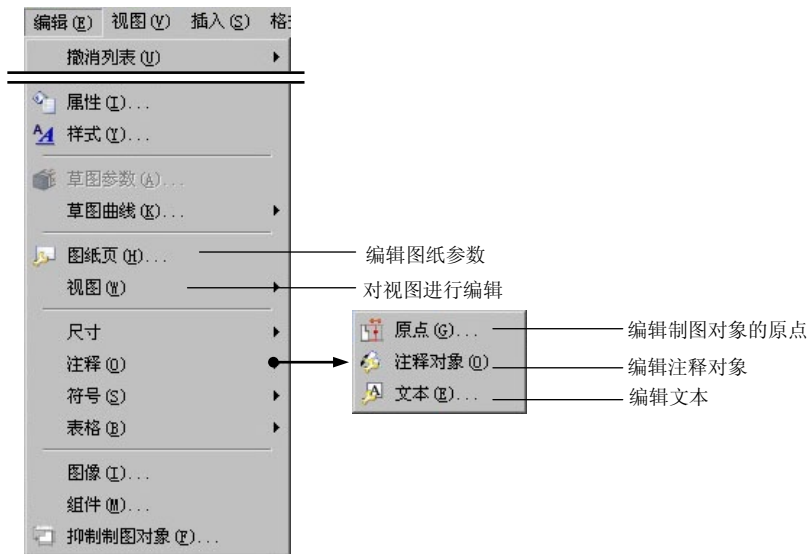 编辑(E) 视图(V) 插入(S) 格
撤消列表(U)
属性(I)...
样式(Y)...
草图参数(A)...
草图曲线(K)...
图纸页(H)... 编辑图纸参数
视图(W) 对视图进行编辑
尺寸
注释(O)
符号(S)
表格(B)
图像(I)...
组件(M)...
抑制制图对象(F)...
原点(G)... 编辑制图对象的原点
注释对象(O) 编辑注释对象
文本(E)... 编辑文本